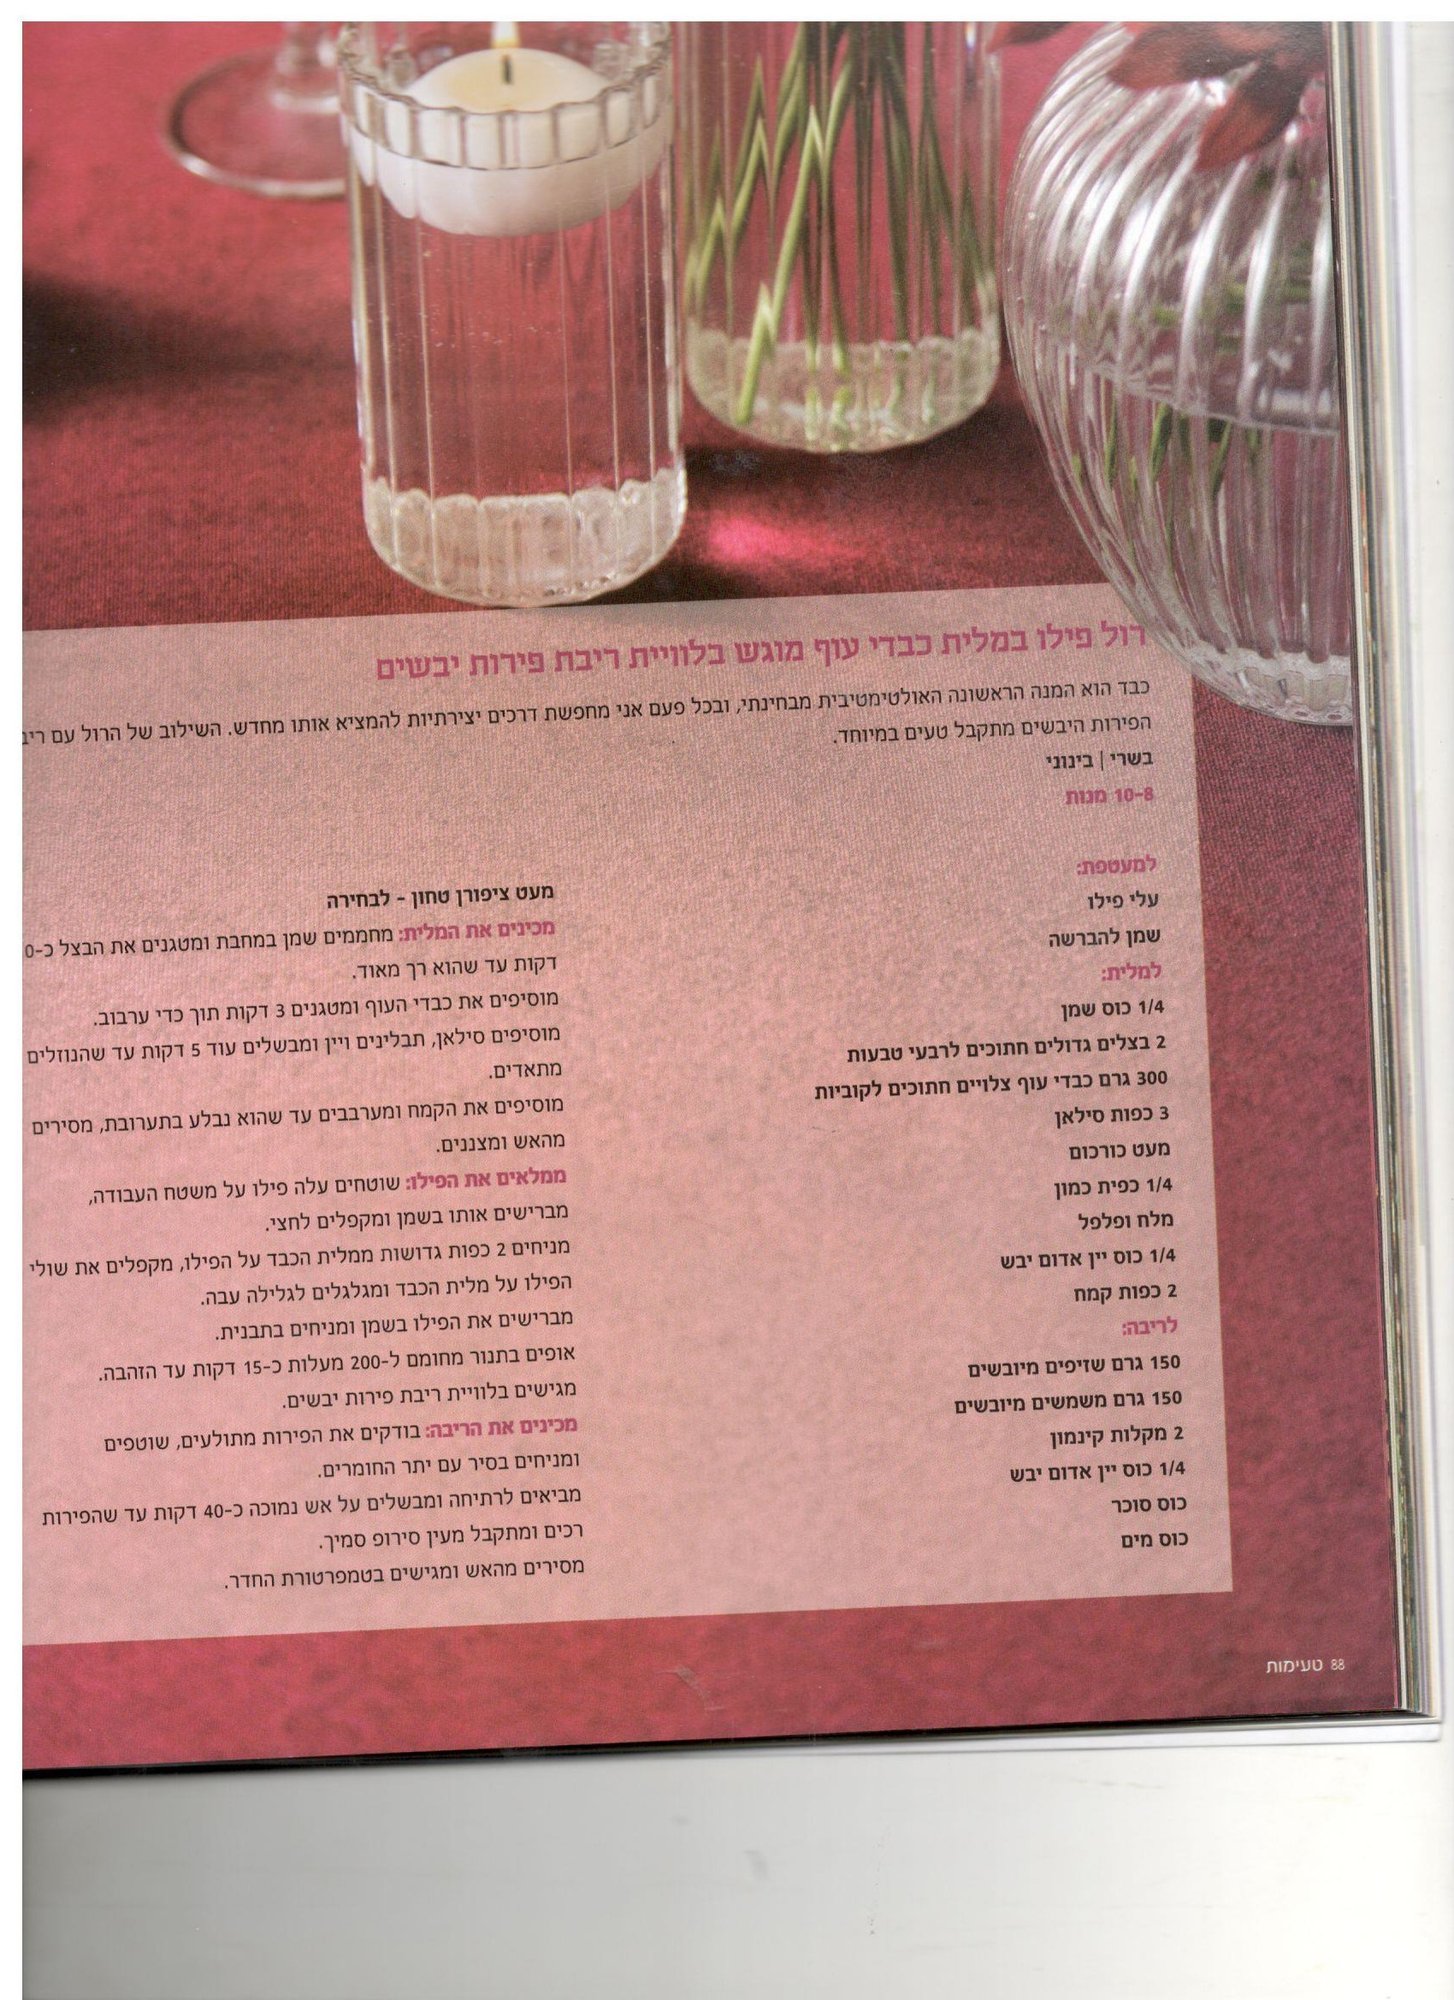 רול פילו במלית כבדי עוף מוגש בלוויית ריבת פירות יבשים
כבד הוא המנה הראשונה האולטימטיבית מבחינתי, ובכל פעם אני מחפשת דרכים יצירתיות להמציא אותו מחדש. השילוב של הרול עם
הפירות היבשים מתקבל טעים במיוחד.
בשרי | בינוני
10-8 מנות
למעטפת:
עלי פילו
שמן להברשה
למלית:
1/4 כוס שמן
2 בצלים גדולים חתוכים לרבעי טבעות
300 גרם כבדי עוף צלויים חתוכים לקוביות
3 כפות סילאן
מעט כורכום
1/4 כפית כמון
מלח ופלפל
1/4 כוס יין אדום יבש
2 כפות קמח
לריבה:
150 גרם שזיפים מיובשים
150 גרם משמשים מיובשים
2 מקלות קינמון
1/4 כוס יין אדום יבש
כוס סוכר
כוס מים
מעט ציפורן טחון - לבחירה
מכינים את המלית: מחממים שמן במחבת ומטגנים את הבצל
דקות עד שהוא רך מאוד.
מוסיפים את כבדי העוף ומטגנים 3 דקות תוך כדי ערבוב.
מוסיפים סילאן, תבלינים ויין ומבשלים עוד 5 דקות עד שהנוזלים
מתאדים.
מוסיפים את הקמח ומערבבים עד שהוא נבלע בתערובת, מסירים
מהאש ומצננים.
ממלאים את הפילו: שוטחים עלה פילו על משטח העבודה,
מברישים אותו בשמן ומקפלים לחצי.
מניחים 2 כפות גדושות ממלית הכבד על הפילו, מקפלים את שולי
הפילו על מלית הכבד ומגלגלים לגלילה עבה.
מברישים את הפילו בשמן ומניחים בתבנית.
אופים בתנור מחומם ל-200 מעלות כ-15 דקות עד הזהבה.
מגישים בלוויית ריבת פירות יבשים.
מכינים את הריבה: בודקים את הפירות מתולעים, שוטפים
ומניחים בסיר עם יתר החומרים.
מביאים לרתיחה ומבשלים על אש נמוכה כ-40 דקות עד שהפירות
רכים ומתקבל מעין סירופ סמיך.
מסירים מהאש ומגישים בטמפרטורת החדר.
88 טעימות